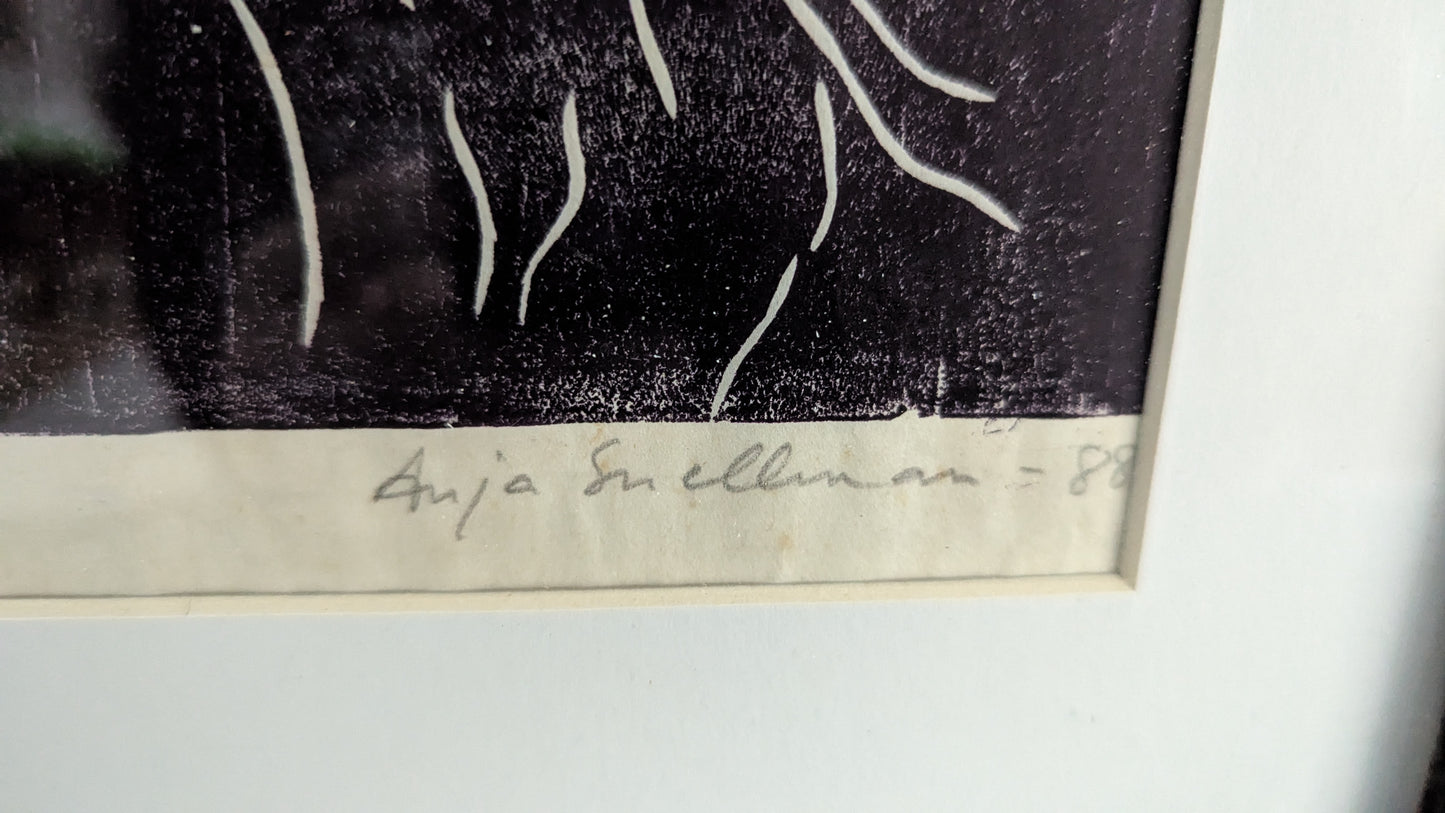 Anja Snellman = 88